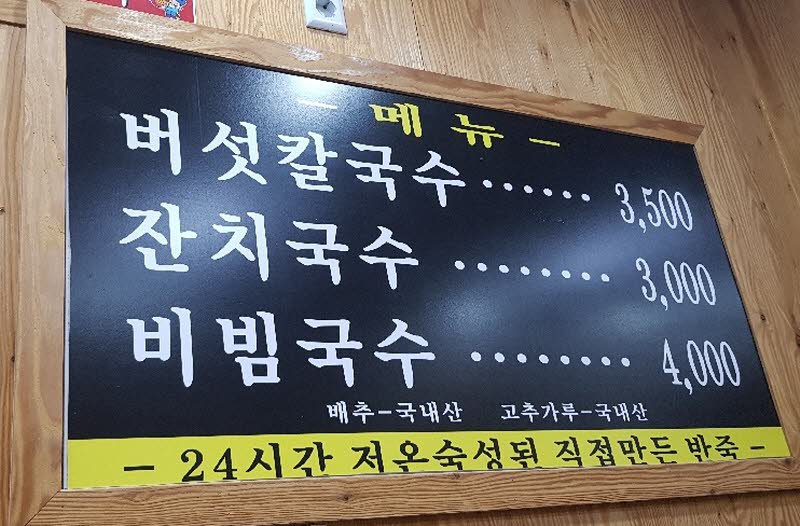 - 메뉴 -
버섯칼국수 ...... 3,500
잔치국수 ........ 3,000
비빔국수 ........ 4,000
배추-국내산 고추가루-국내산
- 24시간 저온숙성된 직접만든 반죽 -